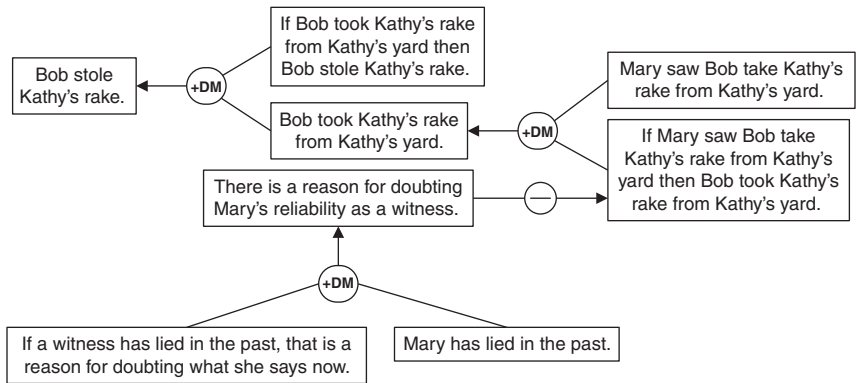 If Bob took Kathy's rake
from Kathy's yard then
Bob stole Kathy's rake.
Bob stole
Kathy's rake.
+DM
Mary saw Bob take Kathy's
rake from Kathy's yard.
Bob took Kathy's rake
from Kathy's yard.
+DM
If Mary saw Bob take
Kathy's rake from Kathy's
yard then Bob took Kathy's
rake from Kathy's yard.
There is a reason for doubting
Mary's reliability as a witness.
—
+DM
If a witness has lied in the past, that is a
reason for doubting what she says now.
Mary has lied in the past.